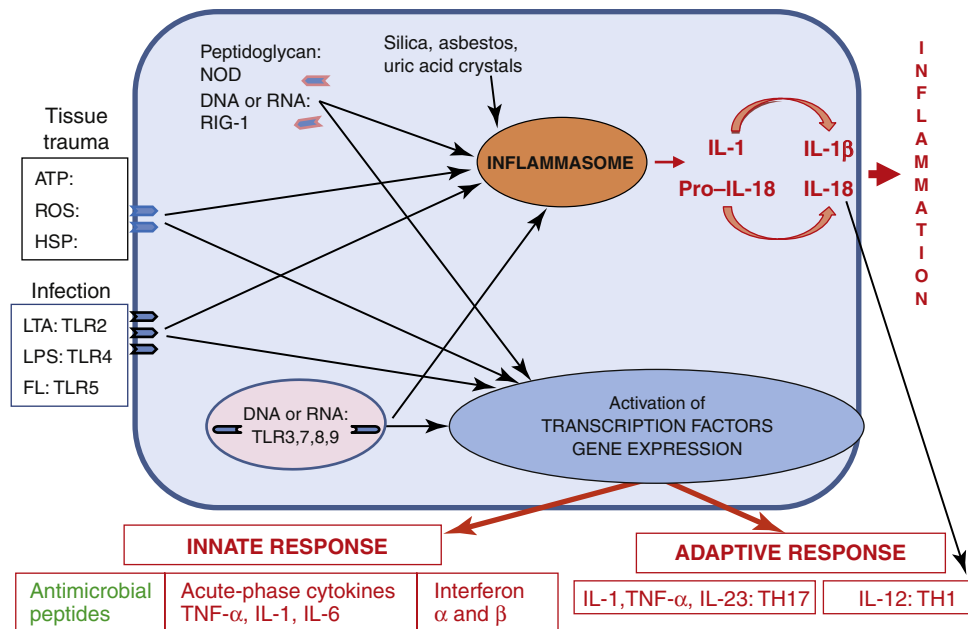 Peptidoglycan:
NOD
DNA or RNA:
RIG-1
Silica, asbestos,
uric acid crystals
Tissue
trauma
ATP:
ROS:
HSP:
INFLAMMASOME
IL-1
IL-1β
Pro–IL-18
IL-18
INFLAMMATION
Infection
LTA: TLR2
LPS: TLR4
FL: TLR5
DNA or RNA:
TLR3,7,8,9
Activation of
TRANSCRIPTION FACTORS
GENE EXPRESSION
INNATE RESPONSE
ADAPTIVE RESPONSE
Antimicrobial
peptides
Acute-phase cytokines
TNF-α, IL-1, IL-6
Interferon
α and β
IL-1,TNF-α, IL-23: TH17
IL-12: TH1